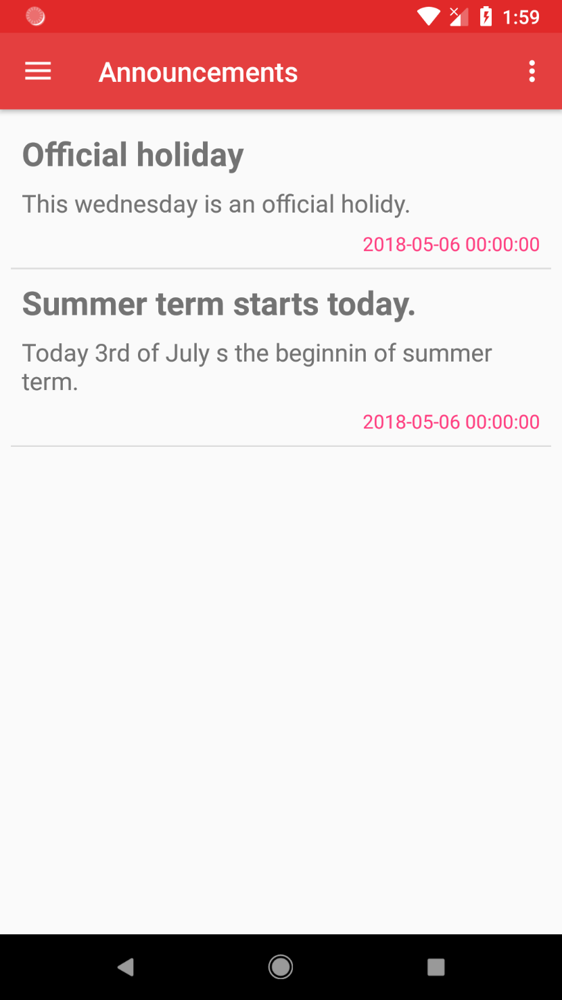 1:59
Announcements
Official holiday
This wednesday is an official holidy.
2018-05-06 00:00:00
Summer term starts today.
Today 3rd of July s the beginnin of summer
term.
2018-05-06 00:00:00